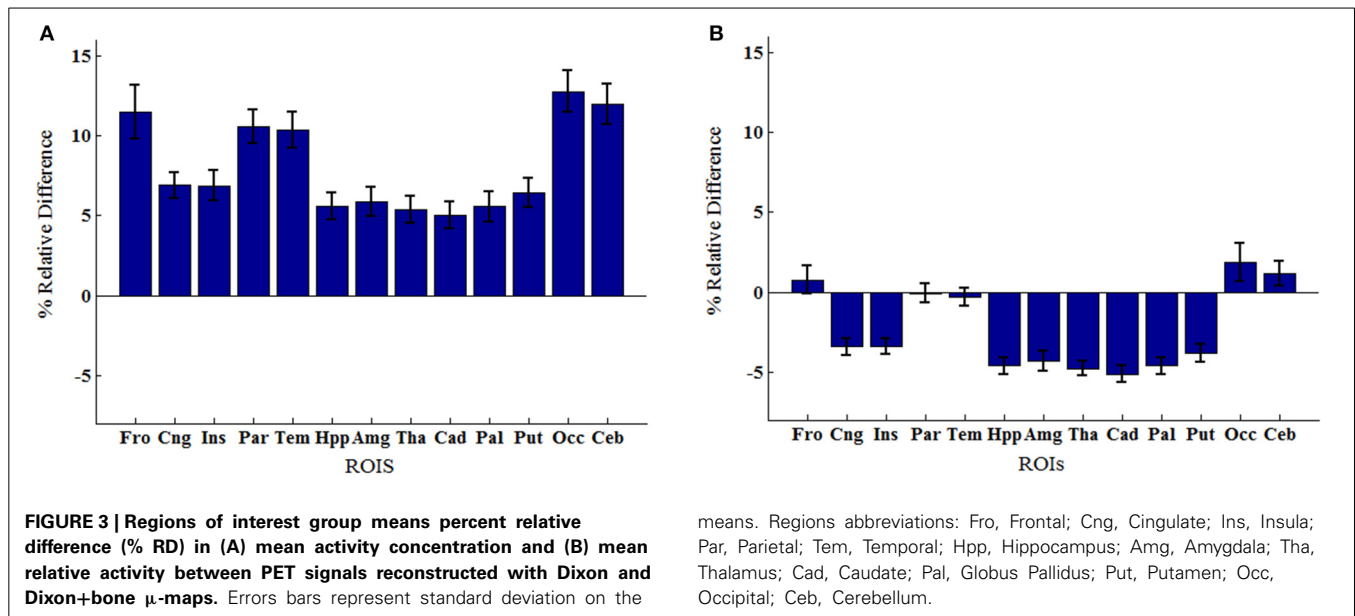 A
15
10
5
0
-5
% Relative Difference
Fro Cng Ins Par Tem Hpp Amg Tha Cad Pal Put Occ Ceb
ROIS
B
15
10
5
0
-5
% Relative Difference
Fro Cng Ins Par Tem Hpp Amg Tha Cad Pal Put Occ Ceb
ROIs
FIGURE 3 | Regions of interest group means percent relative
difference (% RD) in (A) mean activity concentration and (B) mean
relative activity between PET signals reconstructed with Dixon and
Dixon+bone μ-maps. Errors bars represent standard deviation on the
means. Regions abbreviations: Fro, Frontal; Cng, Cingulate; Ins, Insula;
Par, Parietal; Tem, Temporal; Hpp, Hippocampus; Amg, Amygdala; Tha,
Thalamus; Cad, Caudate; Pal, Globus Pallidus; Put, Putamen; Occ,
Occipital; Ceb, Cerebellum.